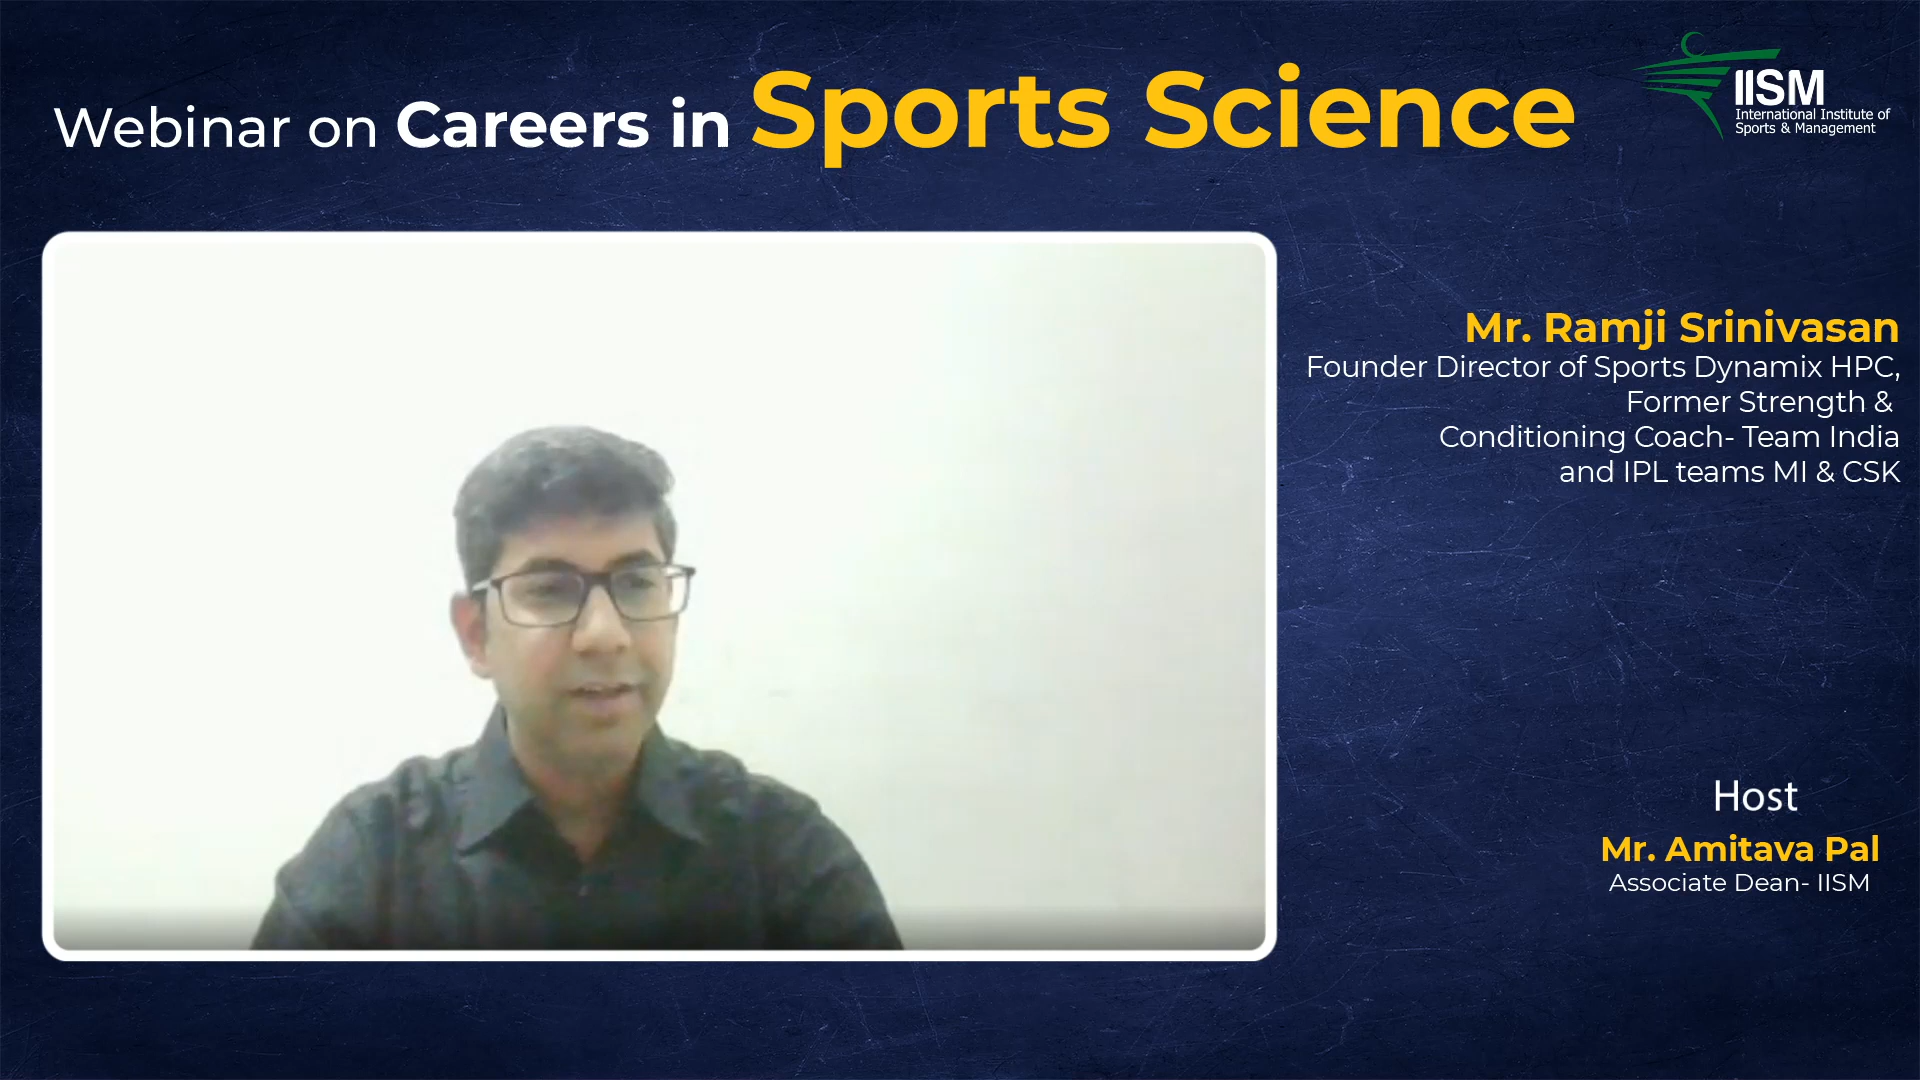 Webinar on Careers in Sports Science
IISM
International Institute of
Sports & Management
Mr. Ramji Srinivasan
Founder Director of Sports Dynamix HPC,
Former Strength &
Conditioning Coach- Team India
and IPL teams MI & CSK
Host
Mr. Amitava Pal
Associate Dean- IISM